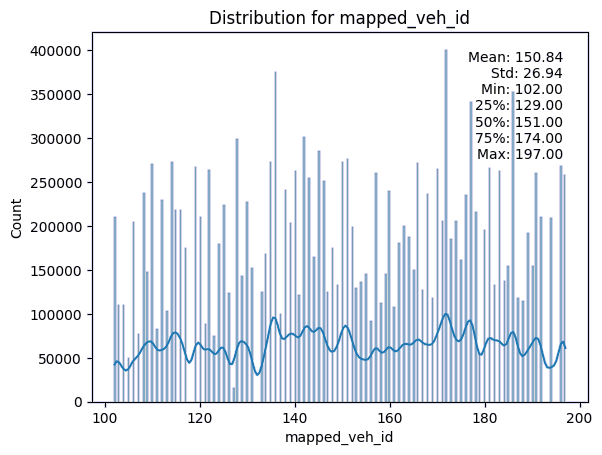 Distribution for mapped_veh_id
400000
350000
300000
250000
200000
150000
100000
50000
0
Count
Mean: 150.84
Std: 26.94
Min: 102.00
25%: 129.00
50%: 151.00
75%: 174.00
Max: 197.00
100 120 140 160 180 200
mapped_veh_id